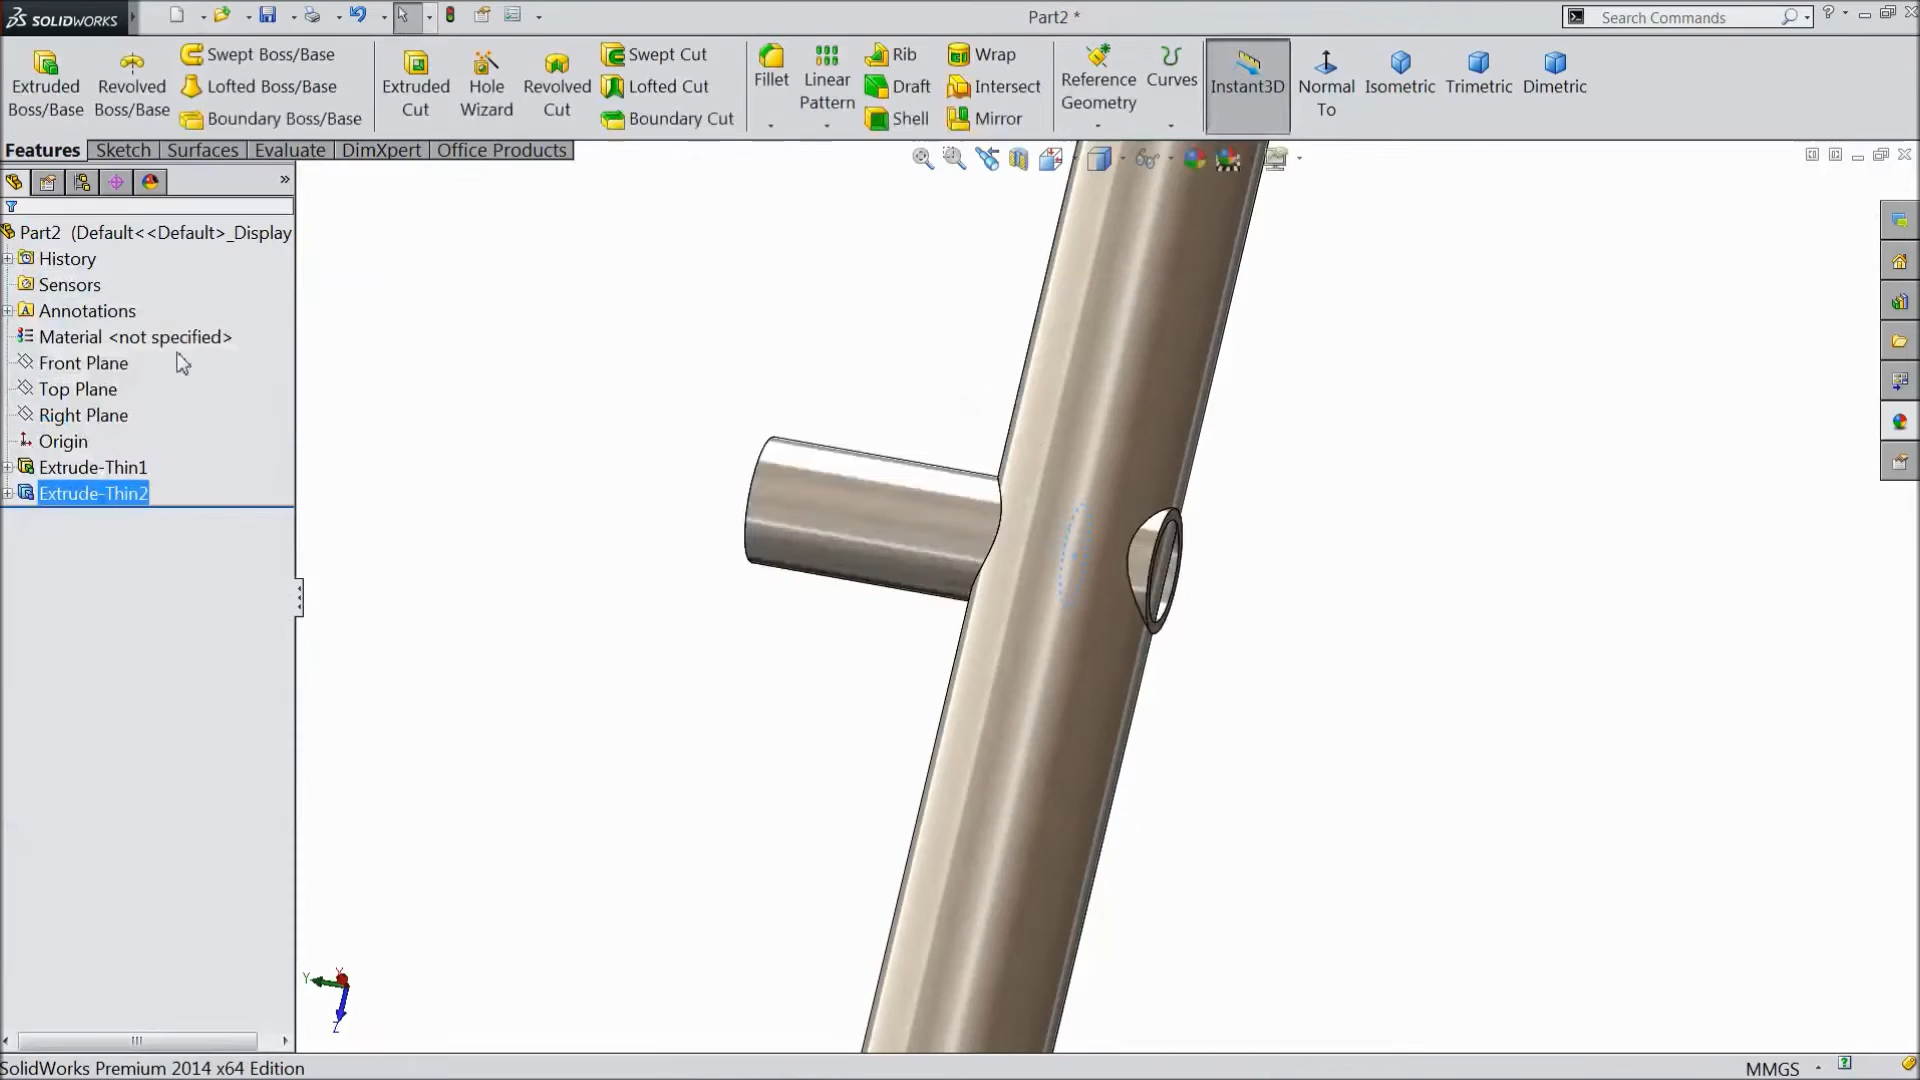 SOLIDWORKS
Part2 *
Search Commands
Extruded Boss/Base
Revolved Boss/Base
Swept Boss/Base
Lofted Boss/Base
Boundary Boss/Base
Extruded Cut
Hole Wizard
Revolved Cut
Swept Cut
Lofted Cut
Boundary Cut
Fillet
Linear Pattern
Rib
Draft
Shell
Wrap
Intersect
Mirror
Reference Geometry
Curves
Instant3D
Normal To
Isometric
Trimetric
Dimetric
Features
Sketch
Surfaces
Evaluate
DimXpert
Office Products
Part2 (Default<<Default>_Display
History
Sensors
Annotations
Material <not specified>
Front Plane
Top Plane
Right Plane
Origin
Extrude-Thin1
Extrude-Thin2
Y
X
Z
SolidWorks Premium 2014 x64 Edition
MMGS